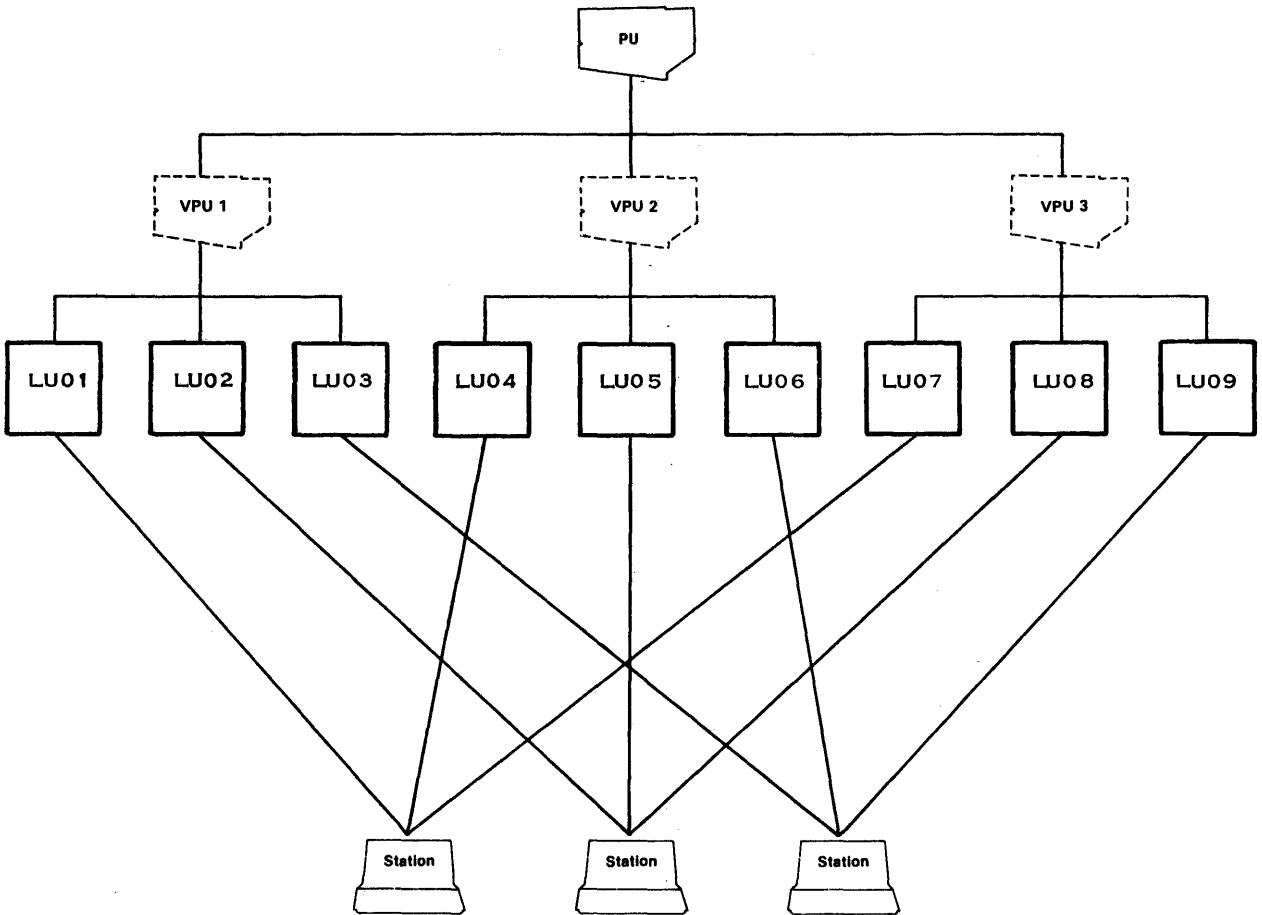 PU
VPU 1
VPU 2
VPU 3
LU01
LU02
LU03
LU04
LU05
LU06
LU07
LU08
LU09
Station
Station
Station